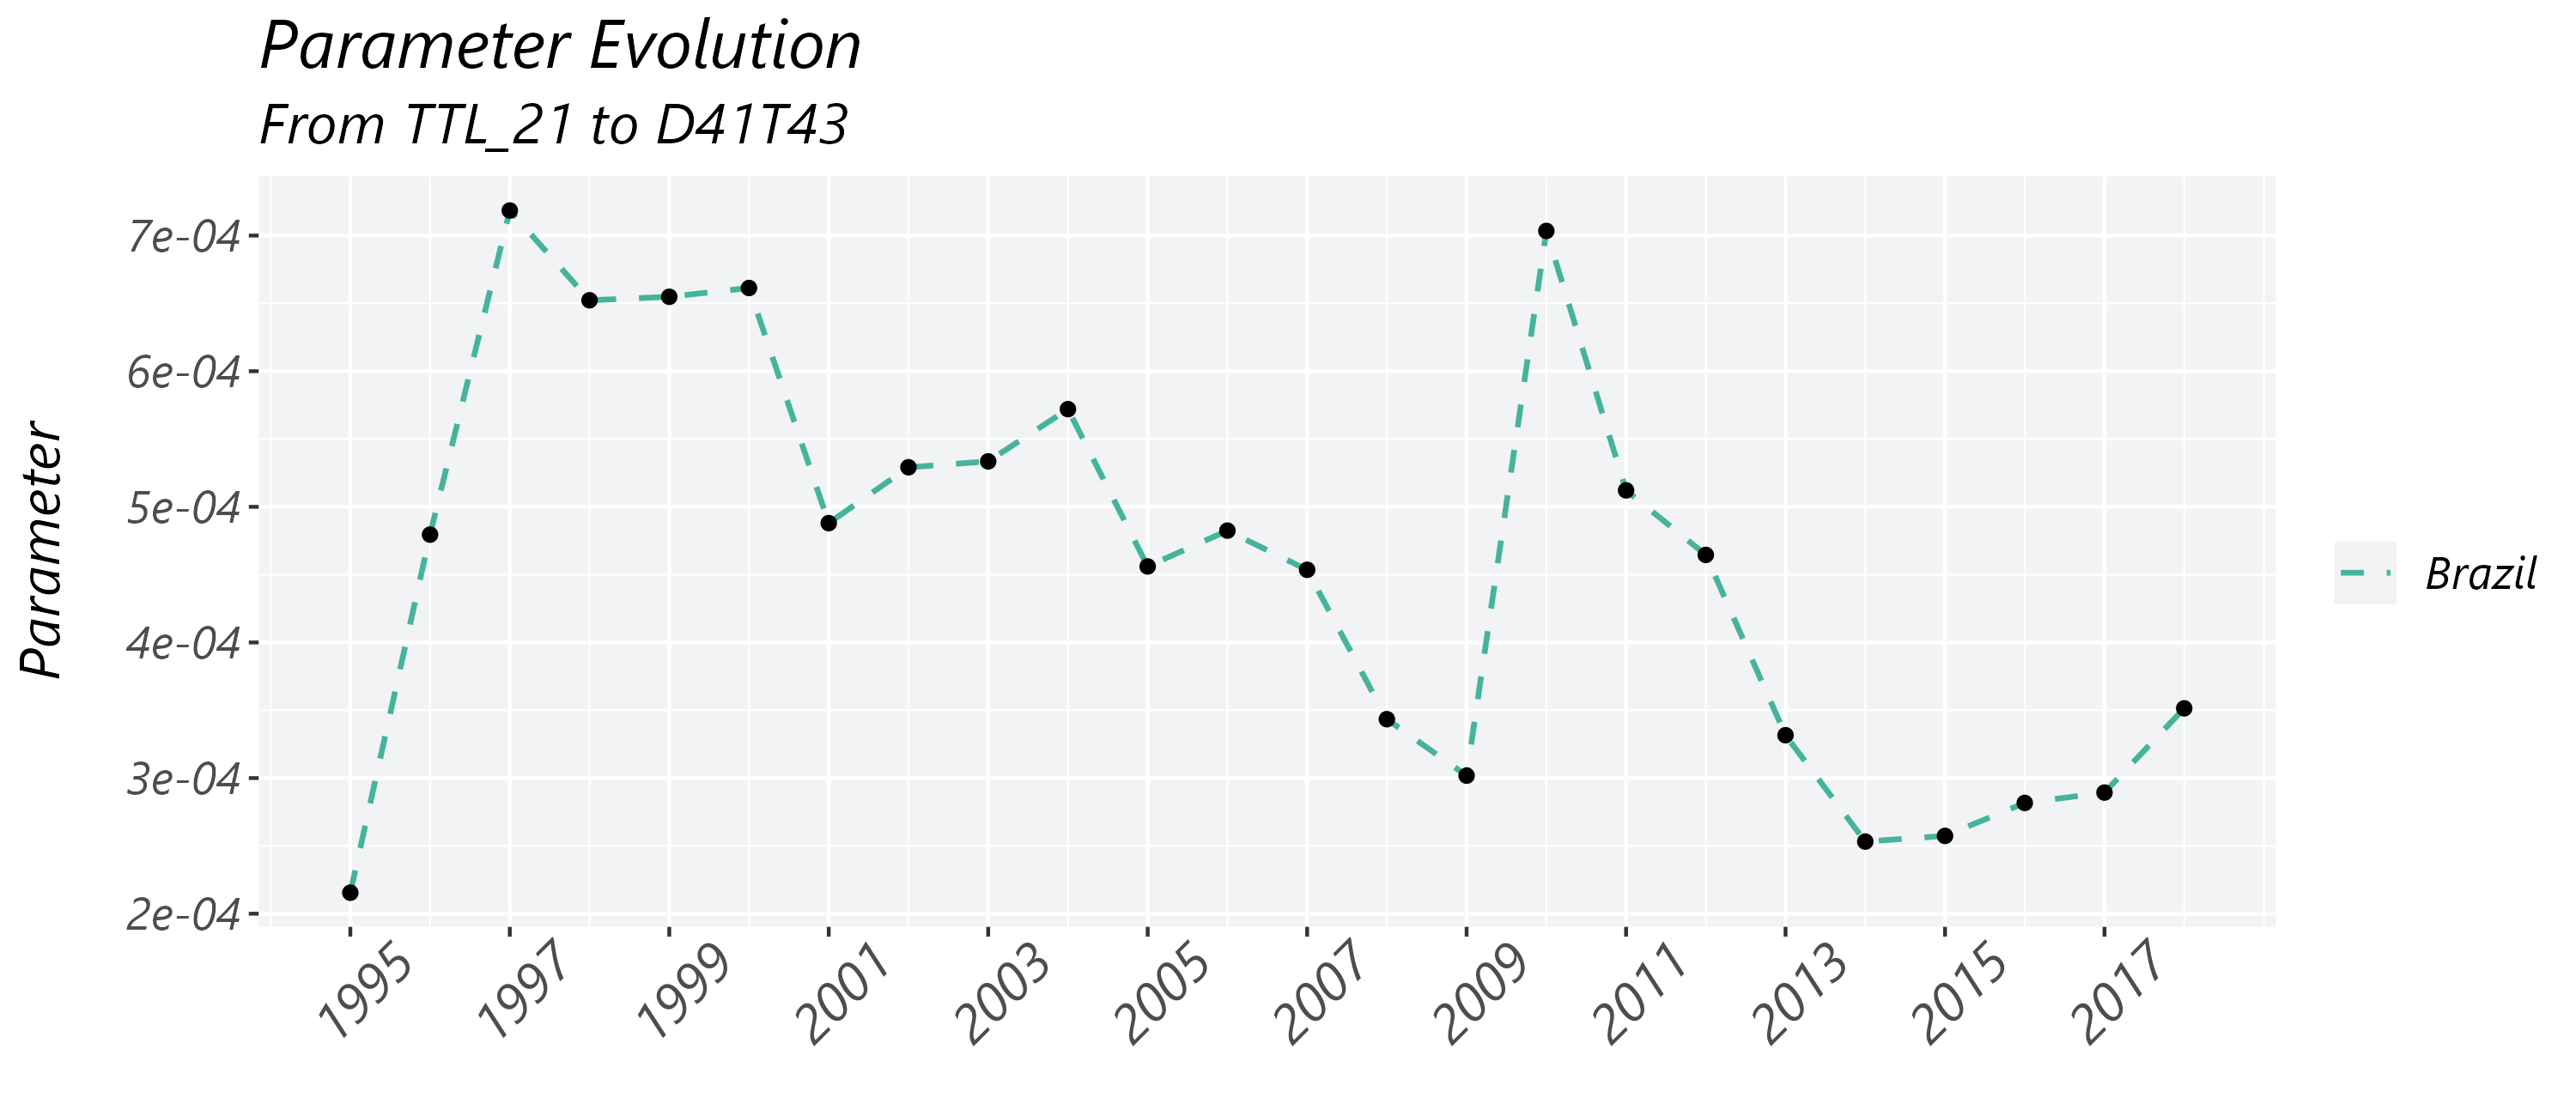 Parameter Evolution
From TTL_21 to D41T43
Parameter
7e-04
6e-04
5e-04
4e-04
3e-04
2e-04
1995
1997
1999
2001
2003
2005
2007
2009
2011
2013
2015
2017
Brazil